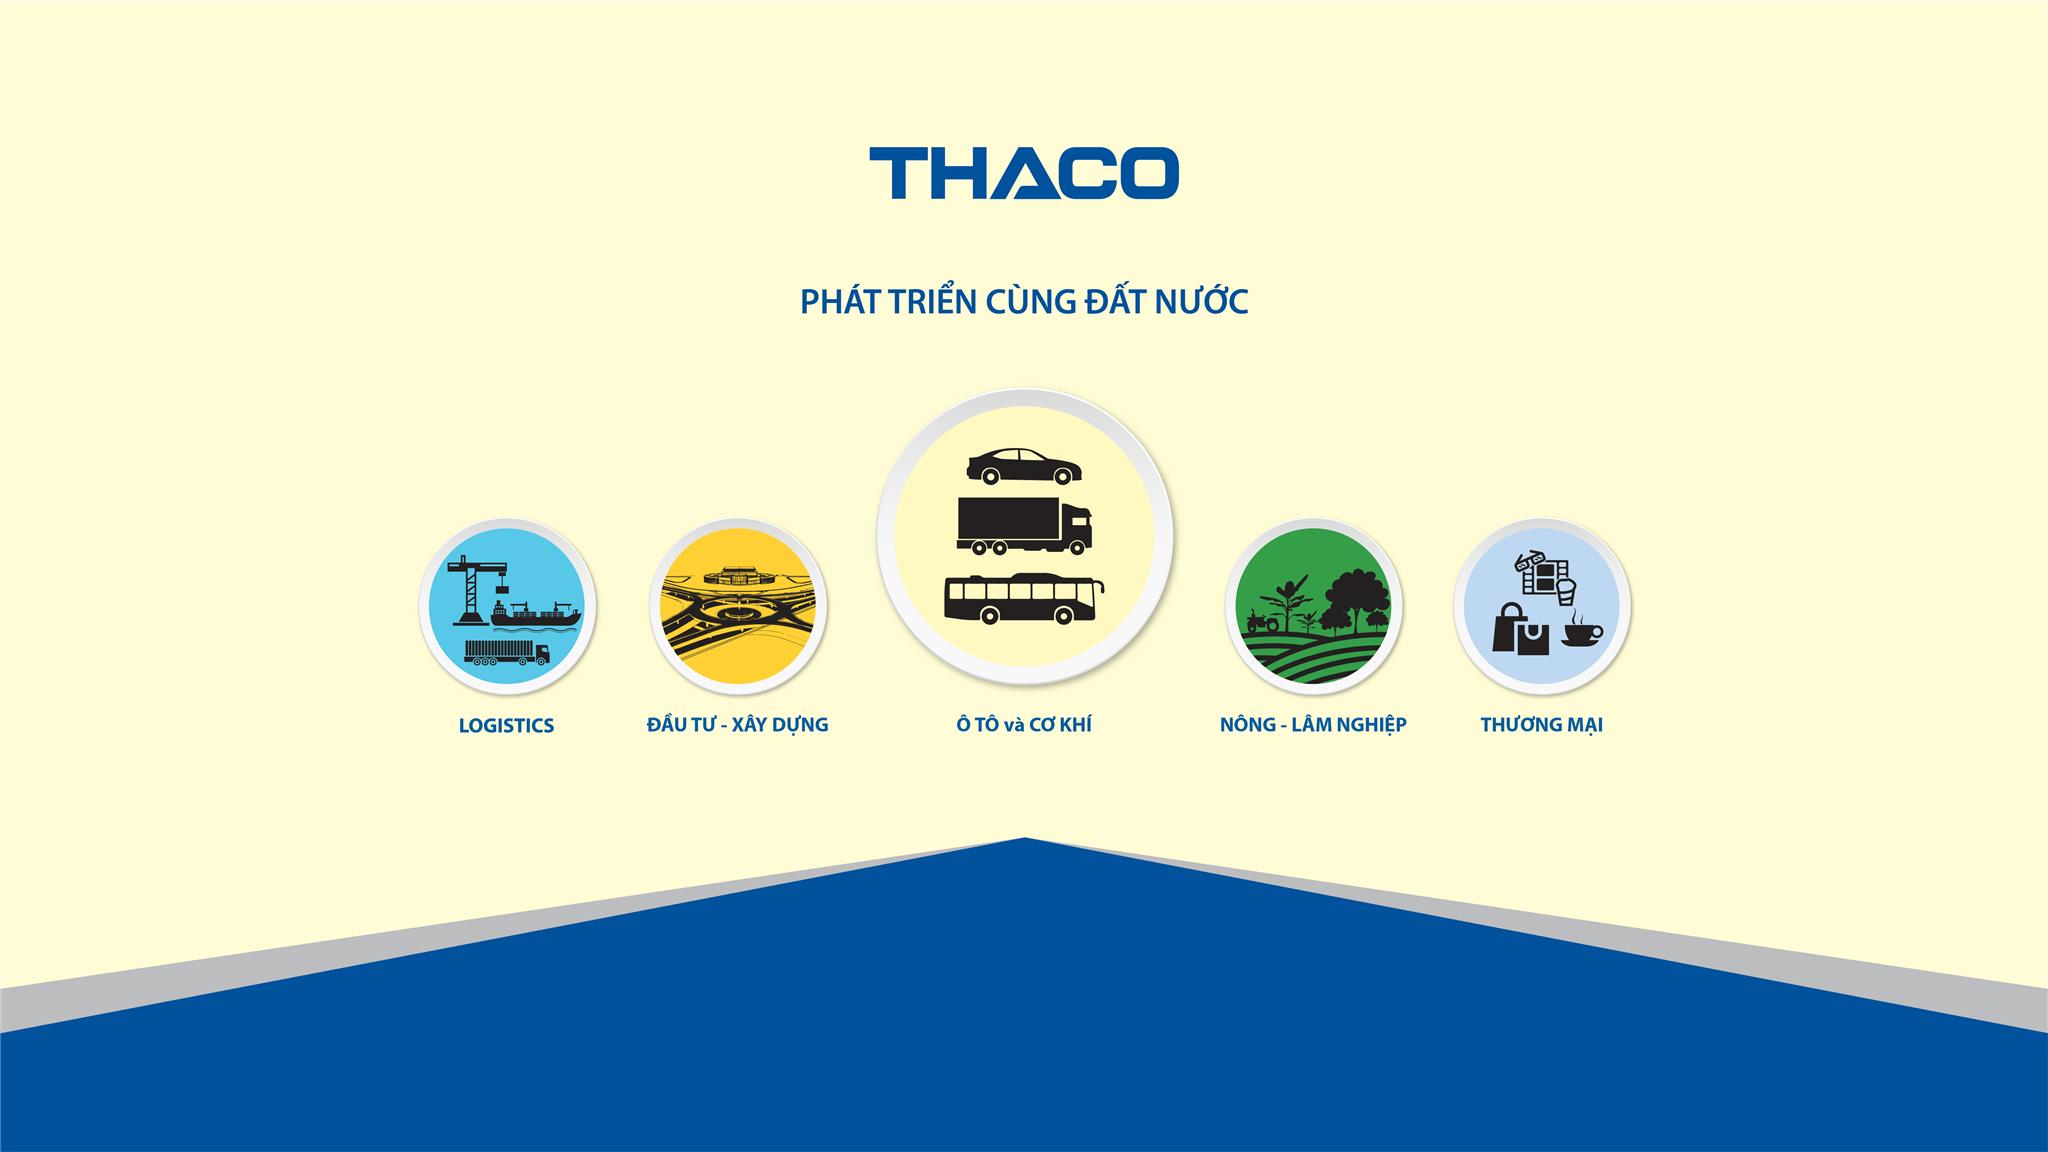 THACO
PHÁT TRIỂN CÙNG ĐẤT NƯỚC
LOGISTICS
ĐẦU TƯ - XÂY DỰNG
Ô TÔ và CƠ KHÍ
NÔNG - LÂM NGHIỆP
THƯƠNG MẠI